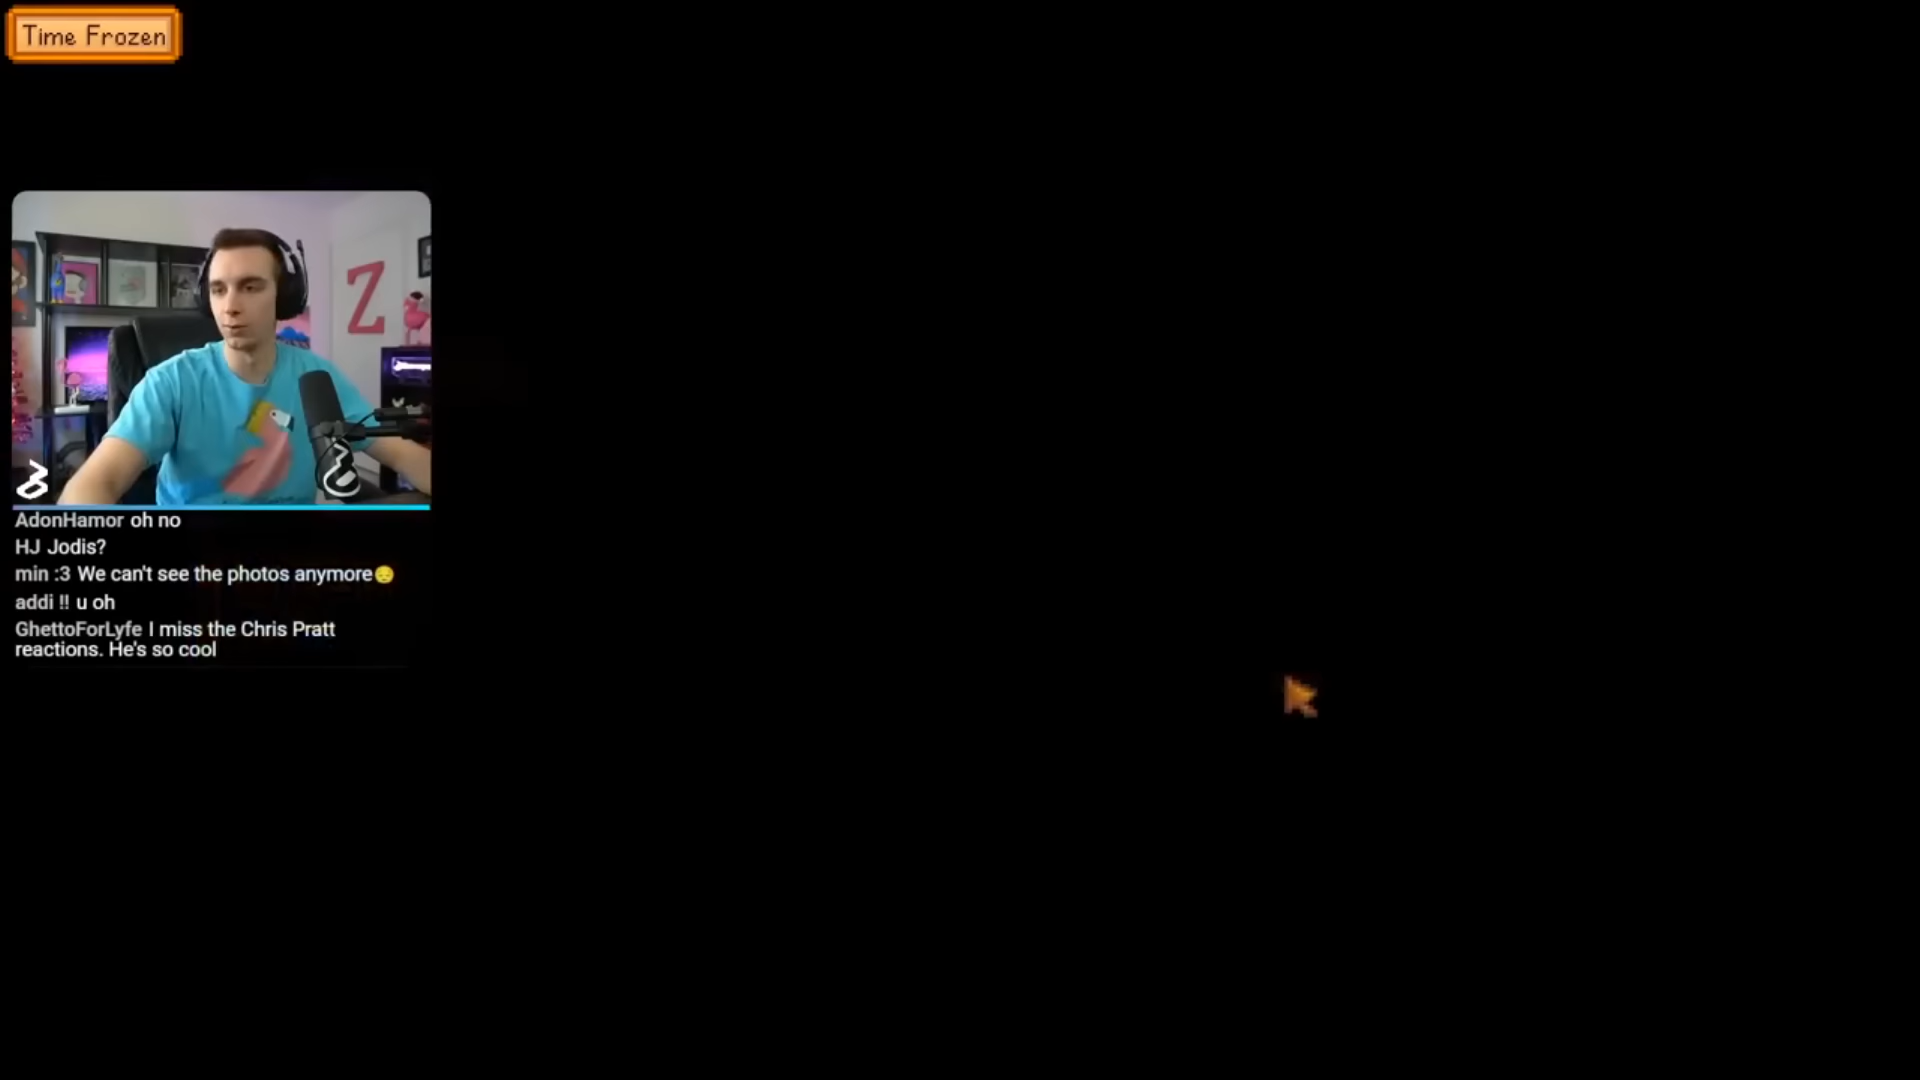 Time Frozen
Z
AdonHamor oh no
HJ Jodis?
min :3 We can't see the photos anymore😔
addi !! u oh
GhettoForLyfe I miss the Chris Pratt
reactions. He's so cool